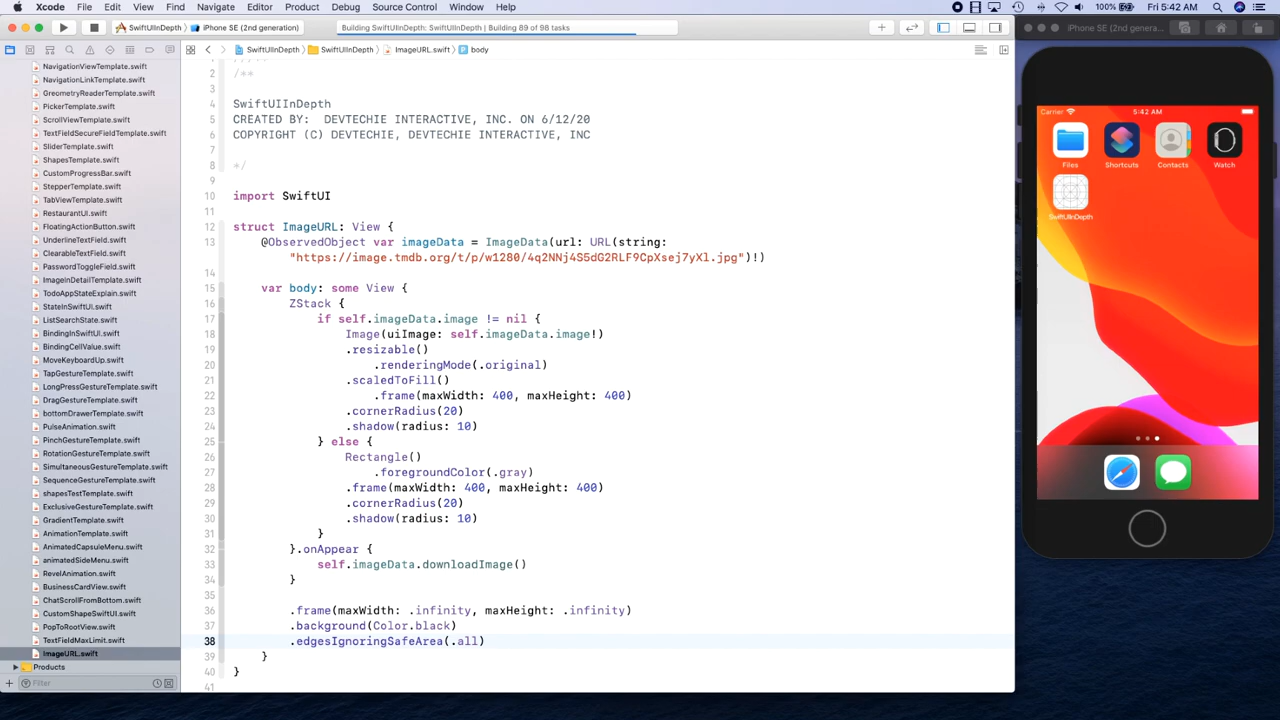 Xcode File Edit View Find Navigate Editor Product Debug Source Control Window Help 100% Fri 5:42 AM
SwiftUIInDepth iPhone SE (2nd generation) Building SwiftUIInDepth: SwiftUIInDepth | Building 89 of 98 tasks iPhone SE (2nd genera...
SwiftUIInDepth SwiftUIInDepth ImageURL.swift body
NavigationViewTemplate.swift
NavigationLinkTemplate.swift
GreometryReaderTemplate.swift
PickerTemplate.swift
ScrollViewTemplate.swift
TextFieldSecureFieldTemplate.swift
SliderTemplate.swift
ShapesTemplate.swift
CustomProgressBar.swift
StepperTemplate.swift
TabViewTemplate.swift
RestaurantUI.swift
FloatingActionButton.swift
UnderlineTextField.swift
ClearableTextField.swift
PasswordToggleField.swift
ImageInDetailTemplate.swift
TodoAppStateExplain.swift
StateInSwiftUI.swift
ListSearchState.swift
BindingInSwiftUI.swift
BindingCellValue.swift
MoveKeyboardUp.swift
TapGestureTemplate.swift
LongPressGestureTemplate.swift
DragGestureTemplate.swift
bottomDrawerTemplate.swift
PulseAnimation.swift
PinchGestureTemplate.swift
RotationGestureTemplate.swift
SimultaneousGestureTemplate.swift
SequenceGestureTemplate.swift
shapesTestTemplate.swift
ExclusiveGestureTemplate.swift
GradientTemplate.swift
AnimationTemplate.swift
AnimatedCapsuleMenu.swift
animatedSideMenu.swift
RevelAnimation.swift
BusinessCardView.swift
ChatScrollFromBottom.swift
CustomShapeSwiftUI.swift
PopToRootView.swift
TextFieldMaxLimit.swift
ImageURL.swift
Products
Filter
2 /**
3
4 SwiftUIInDepth
5 CREATED BY: DEVTECHIE INTERACTIVE, INC. ON 6/12/20
6 COPYRIGHT (C) DEVTECHIE, DEVTECHIE INTERACTIVE, INC
7
8 */
9
10 import SwiftUI
11
12 struct ImageURL: View {
13 @ObservedObject var imageData = ImageData(url: URL(string:
"https://image.tmdb.org/t/p/w1280/4q2NNj4S5dG2RLF9CpXsej7yXl.jpg")!)
14
15 var body: some View {
16 ZStack {
17 if self.imageData.image != nil {
18 Image(uiImage: self.imageData.image!)
19 .resizable()
20 .renderingMode(.original)
21 .scaledToFill()
22 .frame(maxWidth: 400, maxHeight: 400)
23 .cornerRadius(20)
24 .shadow(radius: 10)
25 } else {
26 Rectangle()
27 .foregroundColor(.gray)
28 .frame(maxWidth: 400, maxHeight: 400)
29 .cornerRadius(20)
30 .shadow(radius: 10)
31 }
32 }.onAppear {
33 self.imageData.downloadImage()
34 }
35
36 .frame(maxWidth: .infinity, maxHeight: .infinity)
37 .background(Color.black)
38 .edgesIgnoringSafeArea(.all)
39 }
40 }
41
Carrier 5:42 AM
Files Shortcuts Contacts Watch
SwiftUIInDepth